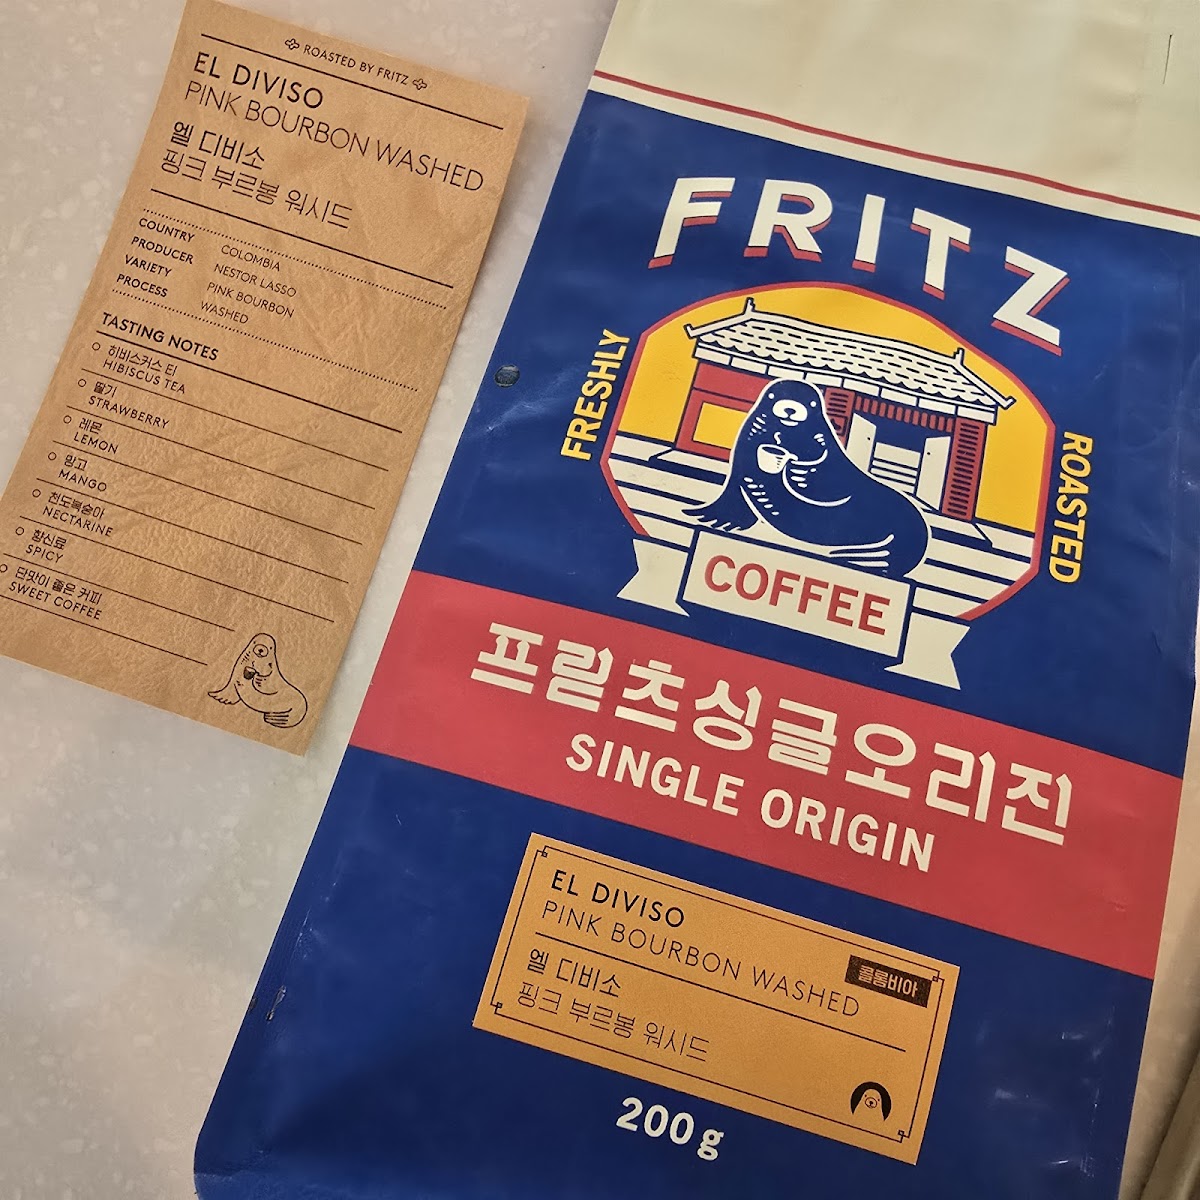 ROASTED BY FRITZ
EL DIVISO
PINK BOURBON WASHED
엘 디비소
핑크 부르봉 워시드
COUNTRY COLOMBIA
PRODUCER NESTOR LASSO
VARIETY PINK BOURBON
PROCESS WASHED
TASTING NOTES
히비스커스 티
HIBISCUS TEA
딸기
STRAWBERRY
레몬
LEMON
망고
MANGO
천도복숭아
NECTARINE
향신료
SPICY
단맛이 좋은 커피
SWEET COFFEE
FRITZ
FRESHLY
ROASTED
COFFEE
프릳츠싱글오리진
SINGLE ORIGIN
EL DIVISO
PINK BOURBON WASHED
콜롬비아
엘 디비소
핑크 부르봉 워시드
200g